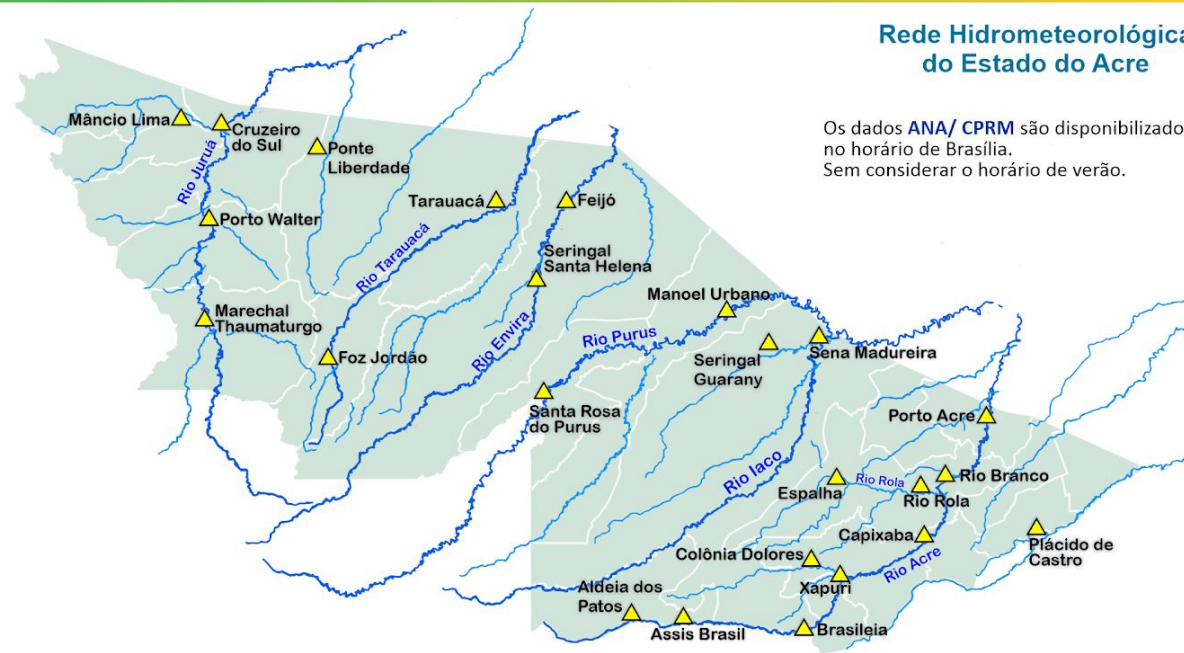 Rede Hidrometeorológica
do Estado do Acre
Os dados ANA/ CPRM são disponibilizado
no horário de Brasília.
Sem considerar o horário de verão.
Mâncio Lima
Cruzeiro
do Sul
Ponte
Liberdade
Rio Juruá
Porto Walter
Tarauacá
Feijó
Rio Tarauacá
Seringal
Santa Helena
Marechal
Thaumaturgo
Foz Jordão
Rio Envira
Manoel Urbano
Rio Purus
Seringal
Guarany
Sena Madureira
Santa Rosa
do Purus
Porto Acre
Rio Iaco
Espalha
Rio Rola
Rio Branco
Rio Rola
Capixaba
Plácido de
Castro
Colônia Dolores
Rio Acre
Xapuri
Aldeia dos
Patos
Assis Brasil
Brasileia